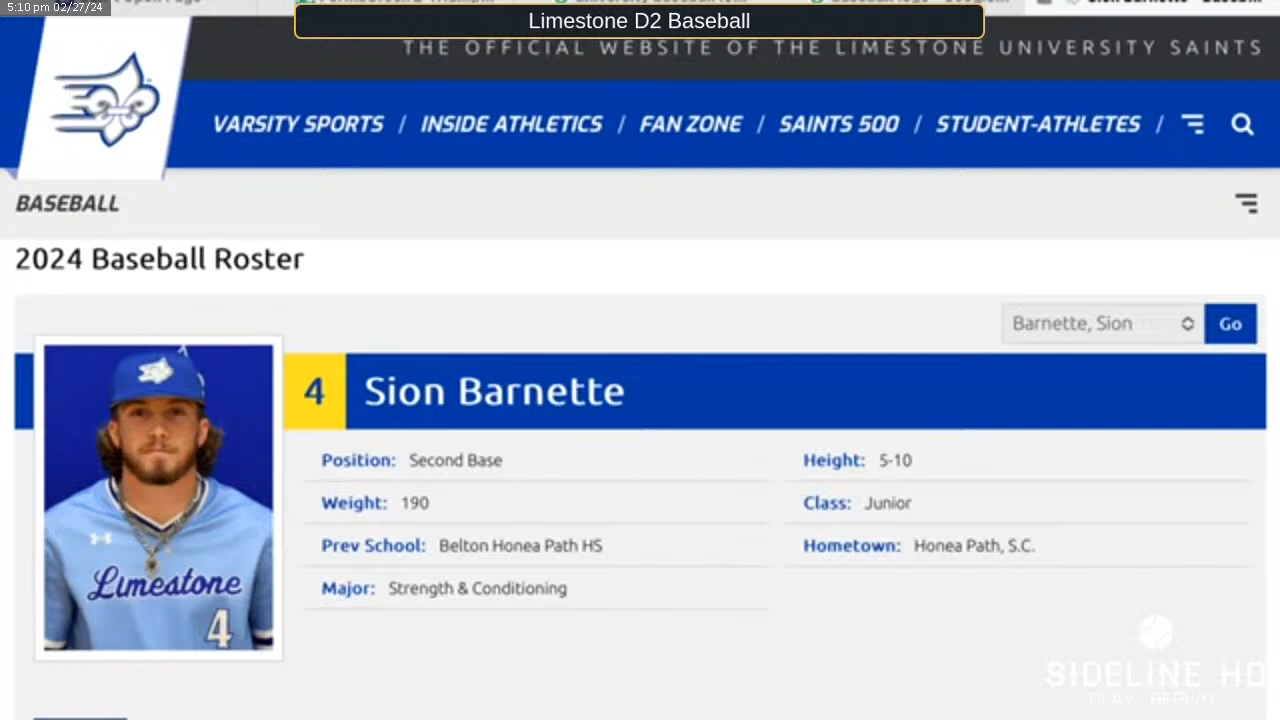 5:10 pm 02/27/24
Limestone D2 Baseball
THE OFFICIAL WEBSITE OF THE LIMESTONE UNIVERSITY SAINTS
VARSITY SPORTS / INSIDE ATHLETICS / FAN ZONE / SAINTS 500 / STUDENT-ATHLETES /
BASEBALL
2024 Baseball Roster
Barnette, Sion Go
4 Sion Barnette
Position: Second Base
Height: 5-10
Weight: 190
Class: Junior
Prev School: Belton Honea Path HS
Hometown: Honea Path, S.C.
Major: Strength & Conditioning
Limestone
4
SIDELINE HD